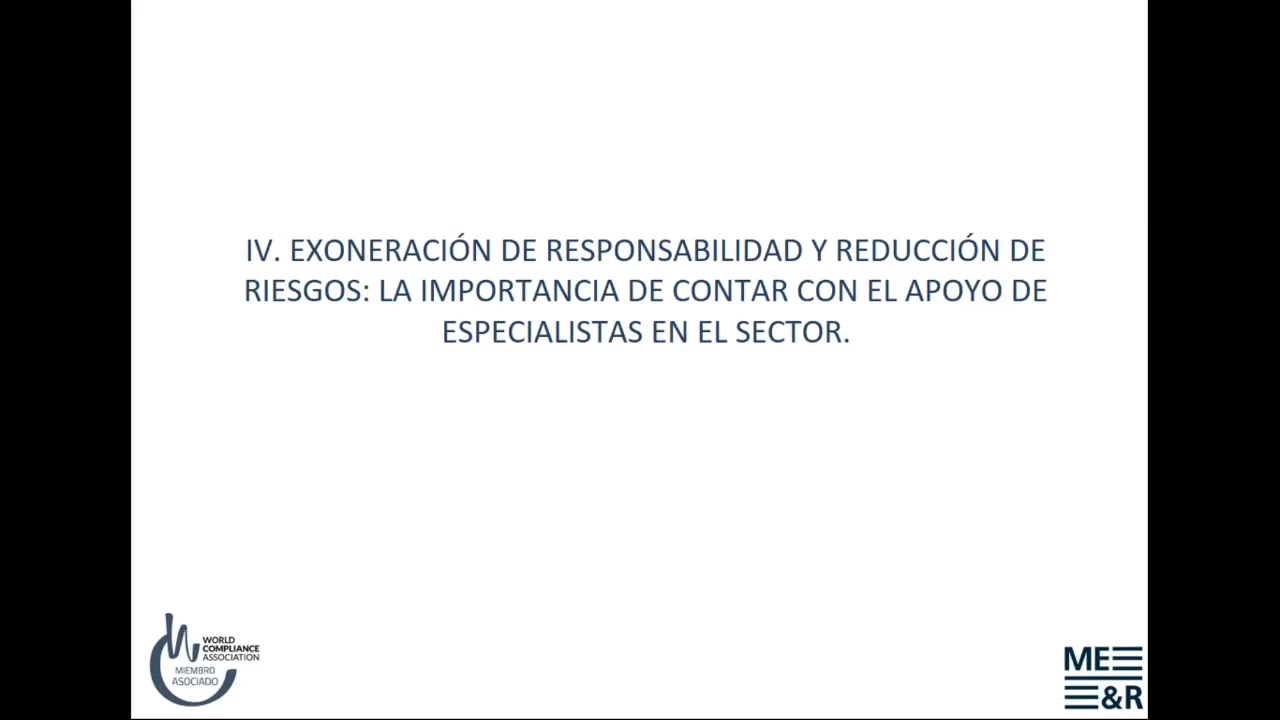 IV. EXONERACIÓN DE RESPONSABILIDAD Y REDUCCIÓN DE
RIESGOS: LA IMPORTANCIA DE CONTAR CON EL APOYO DE
ESPECIALISTAS EN EL SECTOR.
WORLD
COMPLIANCE
ASSOCIATION
MIEMBRO
ASOCIADO
ME
&R